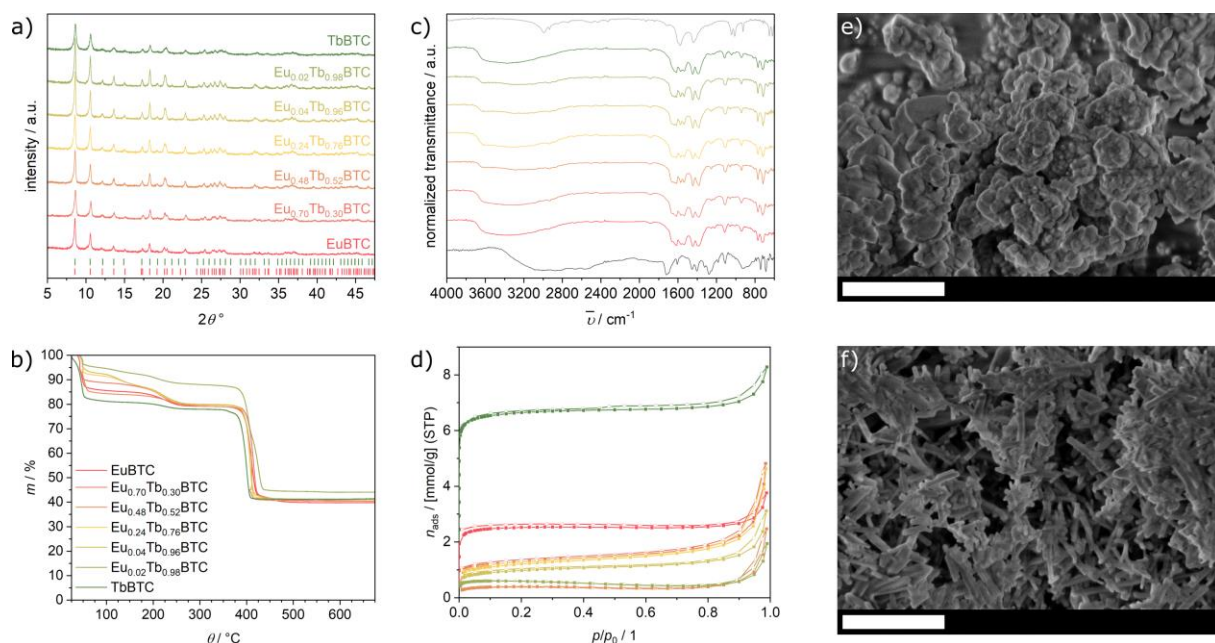 a)
TbBTC
Eu0.02Tb0.98BTC
Eu0.04Tb0.96BTC
Eu0.24Tb0.76BTC
Eu0.48Tb0.52BTC
Eu0.70Tb0.30BTC
EuBTC
intensity / a.u.
5 10 15 20 25 30 35 40 45
2θ °
b)
100
90
80
70
60
50
40
30
20
10
0
m / %
EuBTC
Eu0.70Tb0.30BTC
Eu0.48Tb0.52BTC
Eu0.24Tb0.76BTC
Eu0.04Tb0.96BTC
Eu0.02Tb0.98BTC
TbBTC
100 200 300 400 500 600
θ / °C
c)
normalized transmittance / a.u.
4000 3600 3200 2800 2400 2000 1600 1200 800
ῡ / cm-1
d)
8
6
4
2
0
nads / [mmol/g] (STP)
0.0 0.2 0.4 0.6 0.8 1.0
p/p0 / 1
e)
f)